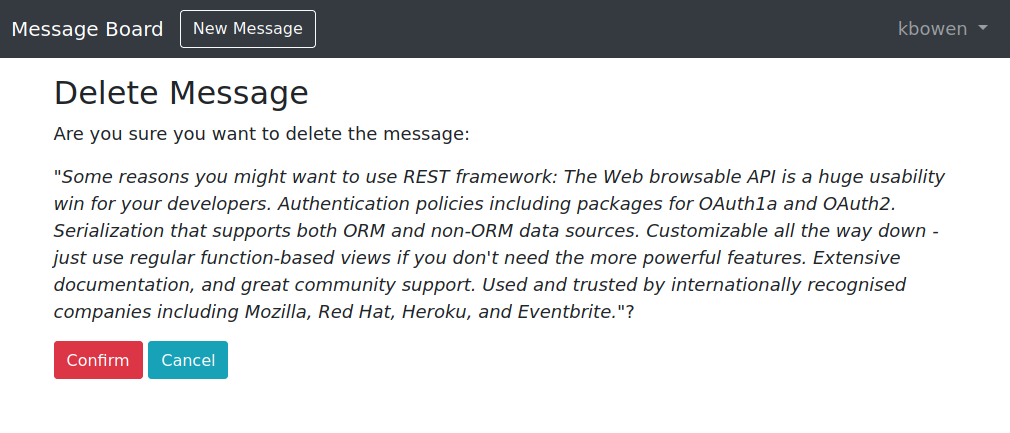 Message Board New Message kbowen
Delete Message
Are you sure you want to delete the message:
"Some reasons you might want to use REST framework: The Web browsable API is a huge usability
win for your developers. Authentication policies including packages for OAuth1a and OAuth2.
Serialization that supports both ORM and non-ORM data sources. Customizable all the way down -
just use regular function-based views if you don't need the more powerful features. Extensive
documentation, and great community support. Used and trusted by internationally recognised
companies including Mozilla, Red Hat, Heroku, and Eventbrite."?
Confirm Cancel